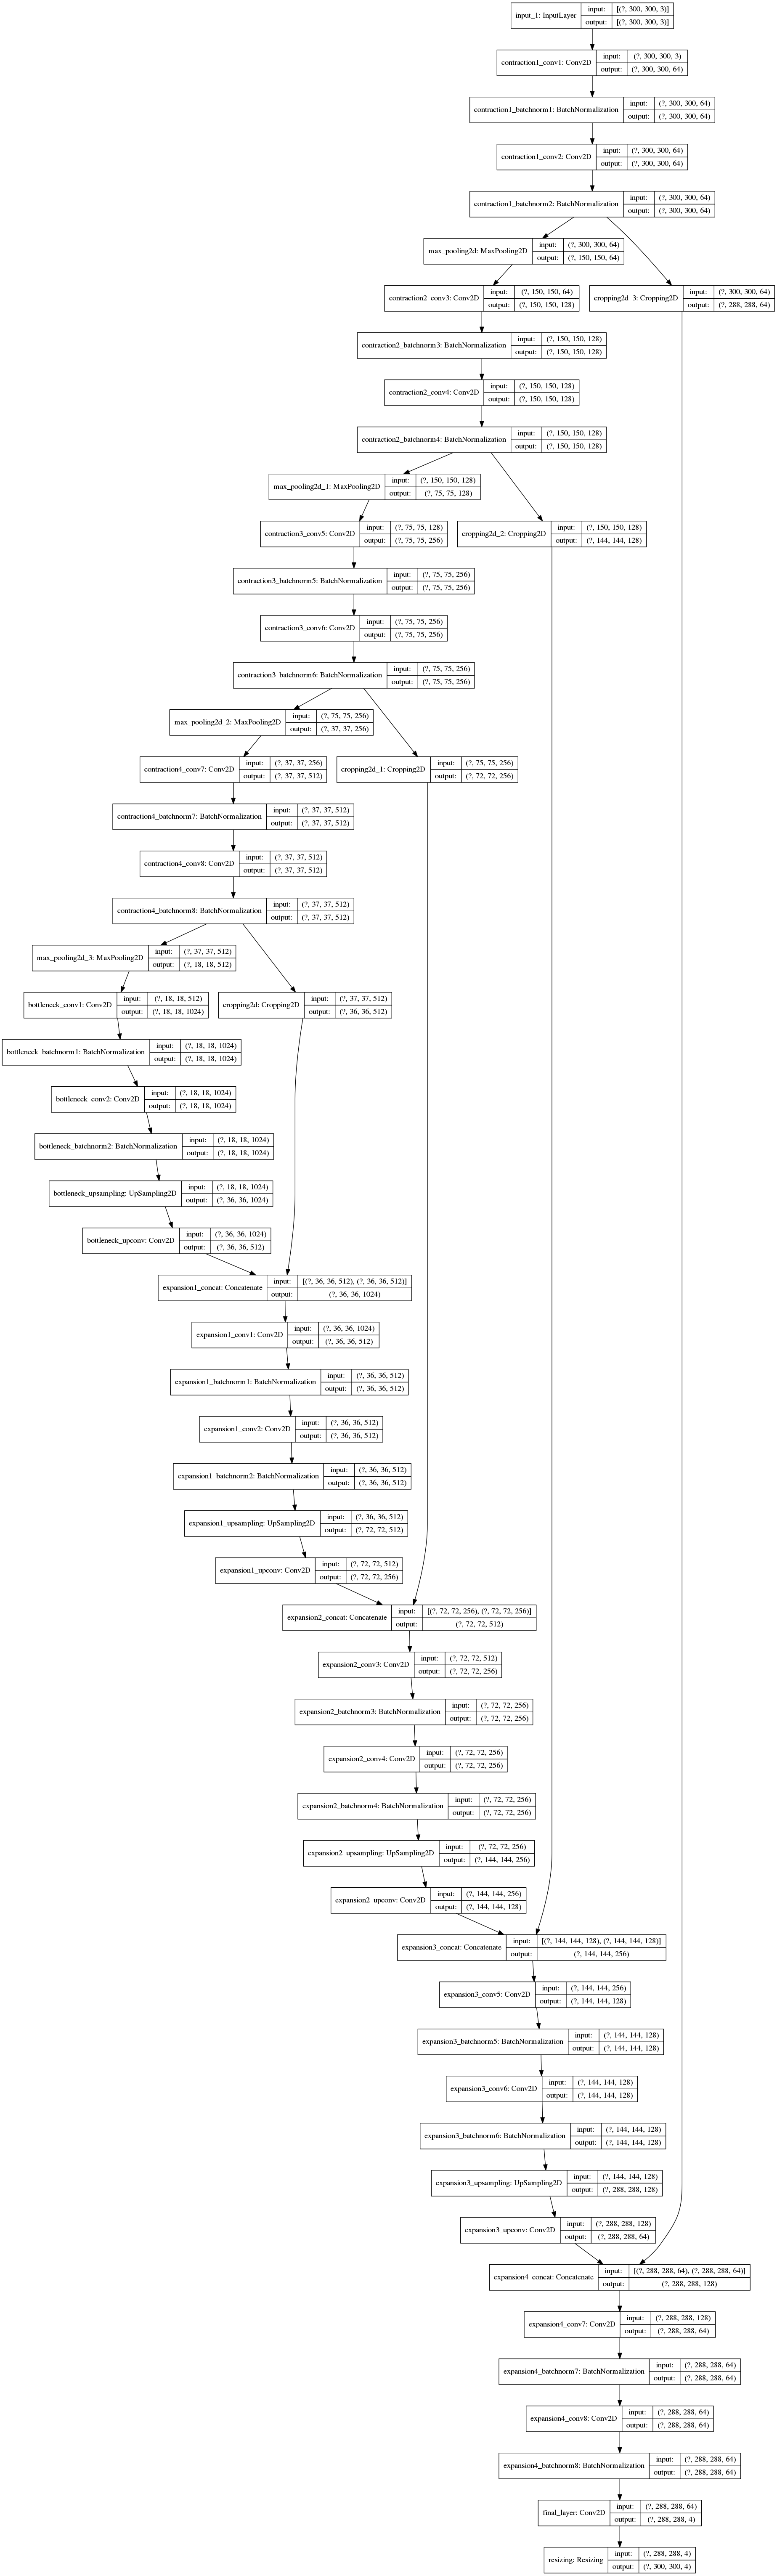 input_1: InputLayer
input: [(?, 300, 300, 3)]
output: [(?, 300, 300, 3)]
contraction1_conv1: Conv2D
input: (?, 300, 300, 3)
output: (?, 300, 300, 64)
contraction1_batchnorm1: BatchNormalization
input: (?, 300, 300, 64)
output: (?, 300, 300, 64)
contraction1_conv2: Conv2D
input: (?, 300, 300, 64)
output: (?, 300, 300, 64)
contraction1_batchnorm2: BatchNormalization
input: (?, 300, 300, 64)
output: (?, 300, 300, 64)
max_pooling2d: MaxPooling2D
input: (?, 300, 300, 64)
output: (?, 150, 150, 64)
contraction2_conv3: Conv2D
input: (?, 150, 150, 64)
output: (?, 150, 150, 128)
cropping2d_3: Cropping2D
input: (?, 300, 300, 64)
output: (?, 288, 288, 64)
contraction2_batchnorm3: BatchNormalization
input: (?, 150, 150, 128)
output: (?, 150, 150, 128)
contraction2_conv4: Conv2D
input: (?, 150, 150, 128)
output: (?, 150, 150, 128)
contraction2_batchnorm4: BatchNormalization
input: (?, 150, 150, 128)
output: (?, 150, 150, 128)
max_pooling2d_1: MaxPooling2D
input: (?, 150, 150, 128)
output: (?, 75, 75, 128)
contraction3_conv5: Conv2D
input: (?, 75, 75, 128)
output: (?, 75, 75, 256)
cropping2d_2: Cropping2D
input: (?, 150, 150, 128)
output: (?, 144, 144, 128)
contraction3_batchnorm5: BatchNormalization
input: (?, 75, 75, 256)
output: (?, 75, 75, 256)
contraction3_conv6: Conv2D
input: (?, 75, 75, 256)
output: (?, 75, 75, 256)
contraction3_batchnorm6: BatchNormalization
input: (?, 75, 75, 256)
output: (?, 75, 75, 256)
max_pooling2d_2: MaxPooling2D
input: (?, 75, 75, 256)
output: (?, 37, 37, 256)
contraction4_conv7: Conv2D
input: (?, 37, 37, 256)
output: (?, 37, 37, 512)
cropping2d_1: Cropping2D
input: (?, 75, 75, 256)
output: (?, 72, 72, 256)
contraction4_batchnorm7: BatchNormalization
input: (?, 37, 37, 512)
output: (?, 37, 37, 512)
contraction4_conv8: Conv2D
input: (?, 37, 37, 512)
output: (?, 37, 37, 512)
contraction4_batchnorm8: BatchNormalization
input: (?, 37, 37, 512)
output: (?, 37, 37, 512)
max_pooling2d_3: MaxPooling2D
input: (?, 37, 37, 512)
output: (?, 18, 18, 512)
bottleneck_conv1: Conv2D
input: (?, 18, 18, 512)
output: (?, 18, 18, 1024)
cropping2d: Cropping2D
input: (?, 37, 37, 512)
output: (?, 36, 36, 512)
bottleneck_batchnorm1: BatchNormalization
input: (?, 18, 18, 1024)
output: (?, 18, 18, 1024)
bottleneck_conv2: Conv2D
input: (?, 18, 18, 1024)
output: (?, 18, 18, 1024)
bottleneck_batchnorm2: BatchNormalization
input: (?, 18, 18, 1024)
output: (?, 18, 18, 1024)
bottleneck_upsampling: UpSampling2D
input: (?, 18, 18, 1024)
output: (?, 36, 36, 1024)
bottleneck_upconv: Conv2D
input: (?, 36, 36, 1024)
output: (?, 36, 36, 512)
expansion1_concat: Concatenate
input: [(?, 36, 36, 512), (?, 36, 36, 512)]
output: (?, 36, 36, 1024)
expansion1_conv1: Conv2D
input: (?, 36, 36, 1024)
output: (?, 36, 36, 512)
expansion1_batchnorm1: BatchNormalization
input: (?, 36, 36, 512)
output: (?, 36, 36, 512)
expansion1_conv2: Conv2D
input: (?, 36, 36, 512)
output: (?, 36, 36, 512)
expansion1_batchnorm2: BatchNormalization
input: (?, 36, 36, 512)
output: (?, 36, 36, 512)
expansion1_upsampling: UpSampling2D
input: (?, 36, 36, 512)
output: (?, 72, 72, 512)
expansion1_upconv: Conv2D
input: (?, 72, 72, 512)
output: (?, 72, 72, 256)
expansion2_concat: Concatenate
input: [(?, 72, 72, 256), (?, 72, 72, 256)]
output: (?, 72, 72, 512)
expansion2_conv3: Conv2D
input: (?, 72, 72, 512)
output: (?, 72, 72, 256)
expansion2_batchnorm3: BatchNormalization
input: (?, 72, 72, 256)
output: (?, 72, 72, 256)
expansion2_conv4: Conv2D
input: (?, 72, 72, 256)
output: (?, 72, 72, 256)
expansion2_batchnorm4: BatchNormalization
input: (?, 72, 72, 256)
output: (?, 72, 72, 256)
expansion2_upsampling: UpSampling2D
input: (?, 72, 72, 256)
output: (?, 144, 144, 256)
expansion2_upconv: Conv2D
input: (?, 144, 144, 256)
output: (?, 144, 144, 128)
expansion3_concat: Concatenate
input: [(?, 144, 144, 128), (?, 144, 144, 128)]
output: (?, 144, 144, 256)
expansion3_conv5: Conv2D
input: (?, 144, 144, 256)
output: (?, 144, 144, 128)
expansion3_batchnorm5: BatchNormalization
input: (?, 144, 144, 128)
output: (?, 144, 144, 128)
expansion3_conv6: Conv2D
input: (?, 144, 144, 128)
output: (?, 144, 144, 128)
expansion3_batchnorm6: BatchNormalization
input: (?, 144, 144, 128)
output: (?, 144, 144, 128)
expansion3_upsampling: UpSampling2D
input: (?, 144, 144, 128)
output: (?, 288, 288, 128)
expansion3_upconv: Conv2D
input: (?, 288, 288, 128)
output: (?, 288, 288, 64)
expansion4_concat: Concatenate
input: [(?, 288, 288, 64), (?, 288, 288, 64)]
output: (?, 288, 288, 128)
expansion4_conv7: Conv2D
input: (?, 288, 288, 128)
output: (?, 288, 288, 64)
expansion4_batchnorm7: BatchNormalization
input: (?, 288, 288, 64)
output: (?, 288, 288, 64)
expansion4_conv8: Conv2D
input: (?, 288, 288, 64)
output: (?, 288, 288, 64)
expansion4_batchnorm8: BatchNormalization
input: (?, 288, 288, 64)
output: (?, 288, 288, 64)
final_layer: Conv2D
input: (?, 288, 288, 64)
output: (?, 288, 288, 4)
resizing: Resizing
input: (?, 288, 288, 4)
output: (?, 300, 300, 4)